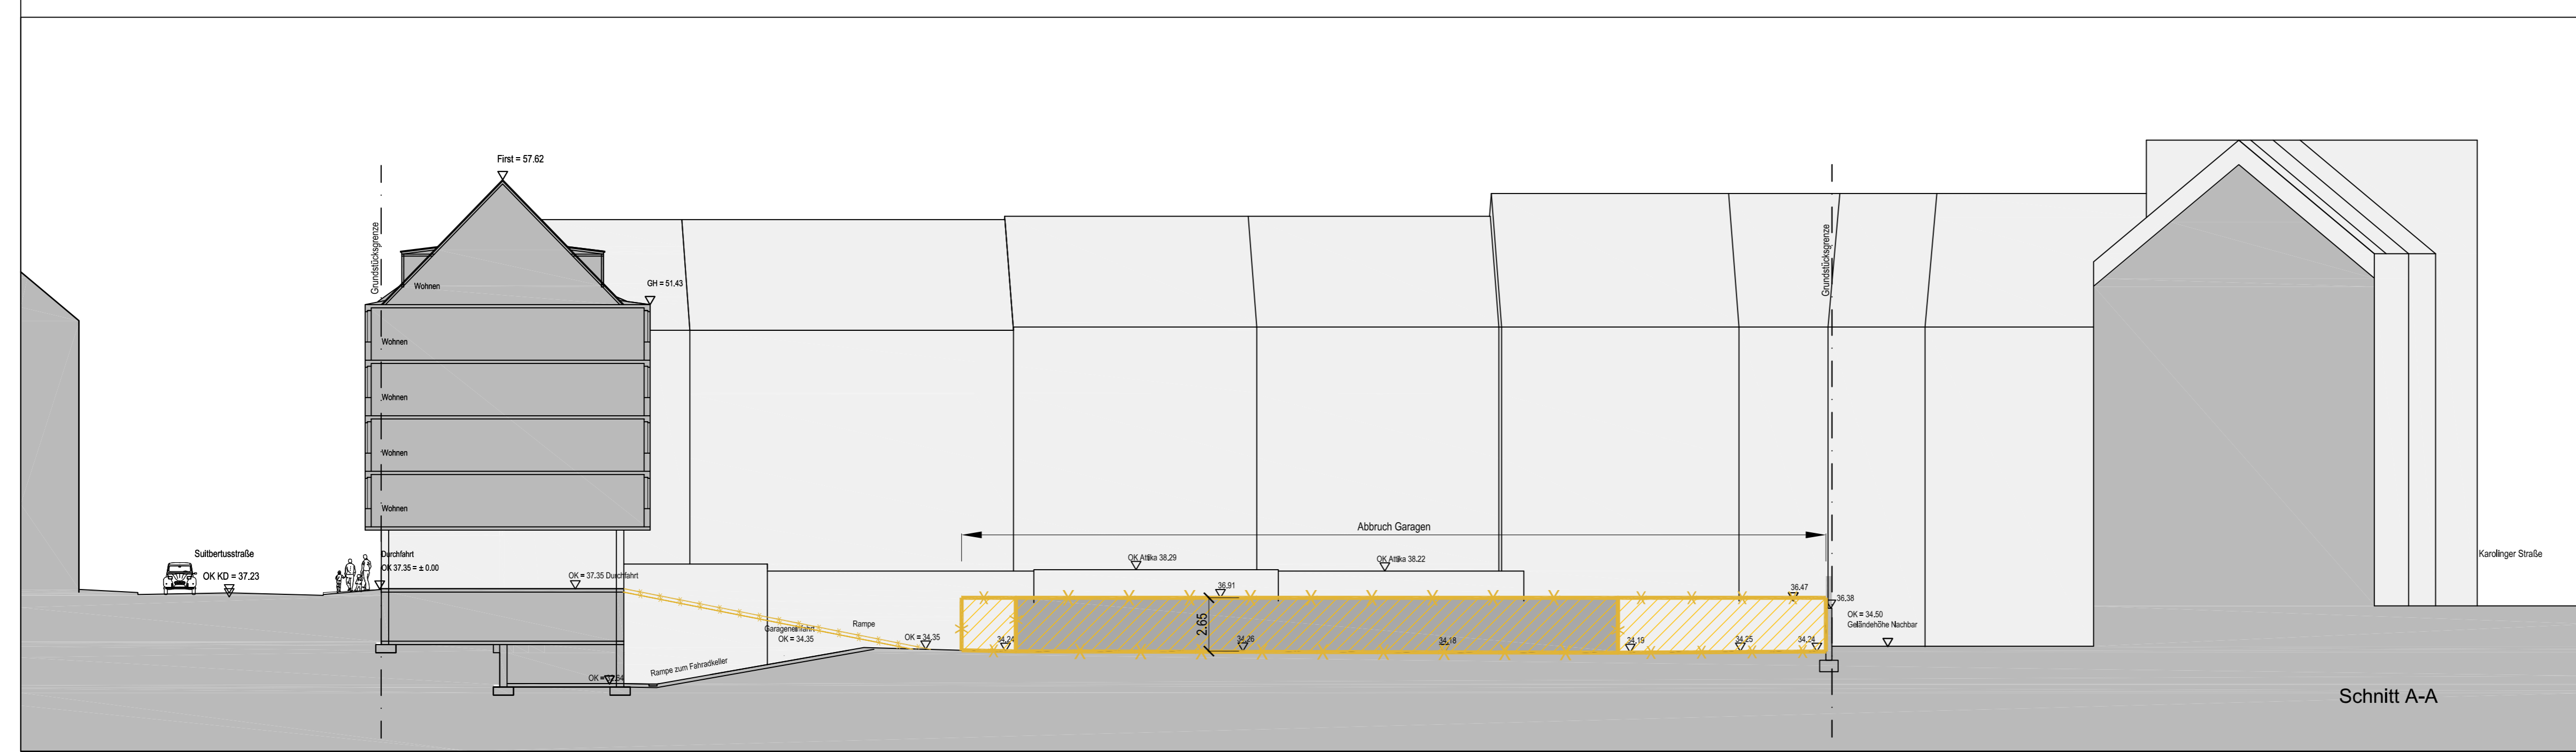 First = 57.62
Grundstücksgrenze
Grundstücksgrenze
GH = 51.43
Wohnen
Wohnen
Wohnen
Wohnen
Wohnen
Abbruch Garagen
Suitbertusstraße
OK KD = 37.23
Durchfahrt
OK 37.35 = ± 0.00
OK = 37.35 Durchfahrt
OK Attika 38.29
OK Attika 38.22
Karolinger Straße
36.91
36.47
36.38
2.65
OK = 34.50
Geländehöhe Nachbar
Rampe
Garageneinfahrt
OK = 34.35
OK = 34.35
34.24
34.26
34.18
34.19
34.25
34.24
Rampe zum Fahradkeller
OK =
Schnitt A-A